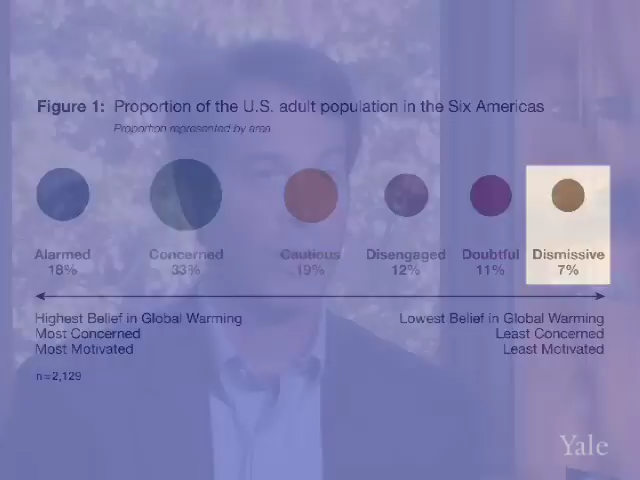 Figure 1: Proportion of the U.S. adult population in the Six Americas
Proportion represented by area
Alarmed Concerned Cautious Disengaged Doubtful Dismissive
18% 33% 19% 12% 11% 7%
Highest Belief in Global Warming Lowest Belief in Global Warming
Most Concerned Least Concerned
Most Motivated Least Motivated
n=2,129
Yale